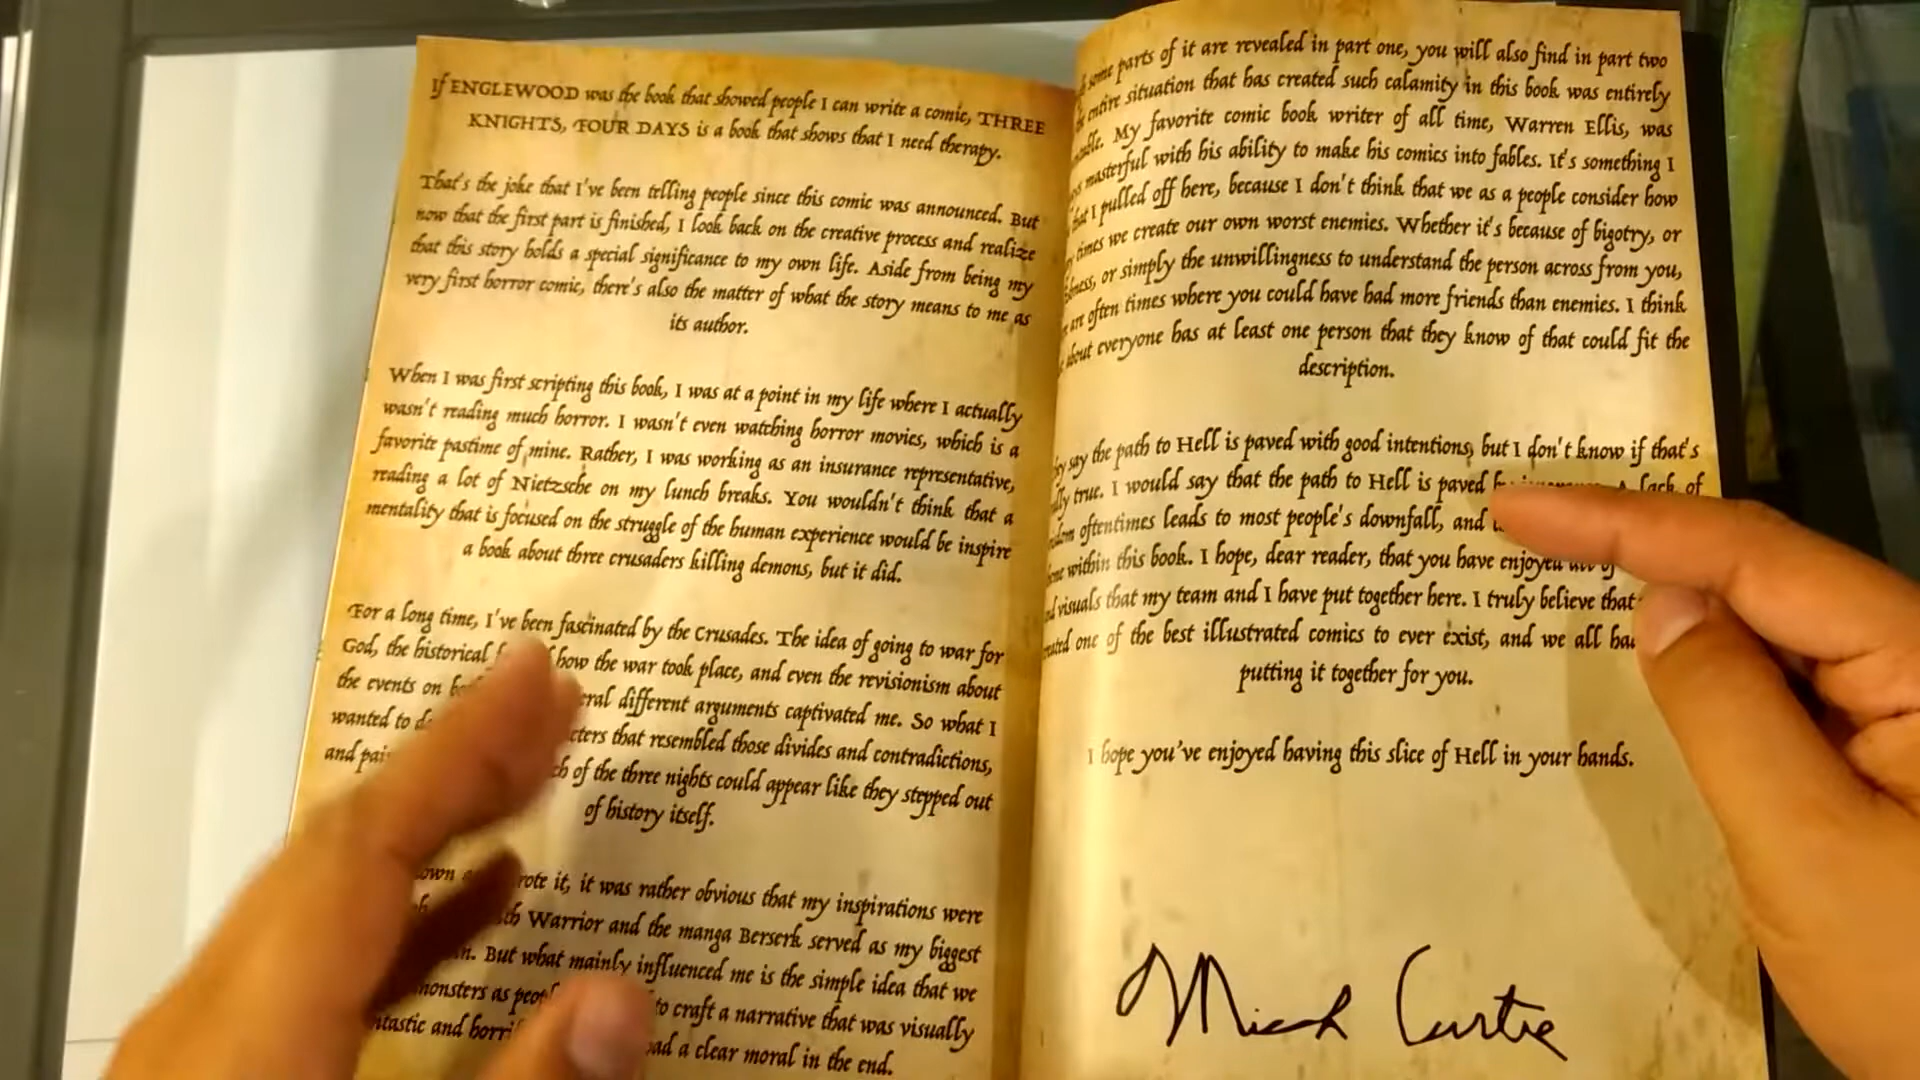 If ENGLEWOOD was the book that showed people I can write a comic, THREE
KNIGHTS, FOUR DAYS is a book that shows that I need therapy.
That's the joke that I've been telling people since this comic was announced. But
now that the first part is finished, I look back on the creative process and realize
that this story holds a special significance to my own life. Aside from being my
very first horror comic, there's also the matter of what the story means to me as
its author.
When I was first scripting this book, I was at a point in my life where I actually
wasn't reading much horror. I wasn't even watching horror movies, which is a
favorite pastime of mine. Rather, I was working as an insurance representative,
reading a lot of Nietzsche on my lunch breaks. You wouldn't think that a
mentality that is focused on the struggle of the human experience would be inspire
a book about three crusaders killing demons, but it did.
For a long time, I've been fascinated by the Crusades. The idea of going to war for
God, the historical how the war took place, and even the revisionism about
the events on different arguments captivated me. So what I
wanted to that resembled those divides and contradictions,
and of the three nights could appear like they stepped out
of history itself.
it, it was rather obvious that my inspirations were
Warrior and the manga Berserk served as my biggest
But what mainly influenced me is the simple idea that we
monsters as to craft a narrative that was visually
and a clear moral in the end.
some parts of it are revealed in part one, you will also find in part two
entire situation that has created such calamity in this book was entirely
My favorite comic book writer of all time, Warren Ellis, was
masterful with his ability to make his comics into fables. It's something I
that I pulled off here, because I don't think that we as a people consider how
times we create our own worst enemies. Whether it's because of bigotry, or
or simply the unwillingness to understand the person across from you,
are often times where you could have had more friends than enemies. I think
about everyone has at least one person that they know of that could fit the
description.
say the path to Hell is paved with good intentions, but I don't know if that's
true. I would say that the path to Hell is paved lack of
oftentimes leads to most people's downfall, and
within this book. I hope, dear reader, that you have enjoyed
visuals that my team and I have put together here. I truly believe that
one of the best illustrated comics to ever exist, and we all
putting it together for you.
I hope you've enjoyed having this slice of Hell in your hands.